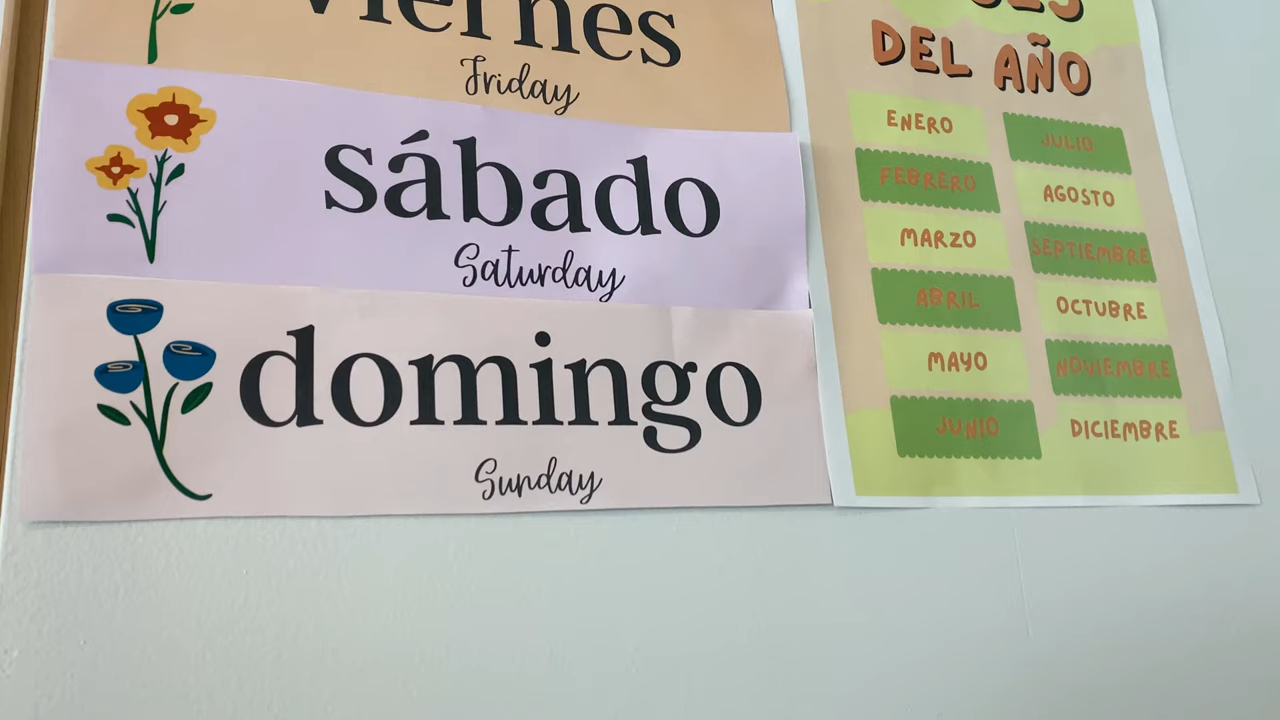 viernes
Friday
sábado
Saturday
domingo
Sunday
DEL AÑO
ENERO
FEBRERO
MARZO
ABRIL
MAYO
JUNIO
JULIO
AGOSTO
SEPTIEMBRE
OCTUBRE
NOVIEMBRE
DICIEMBRE